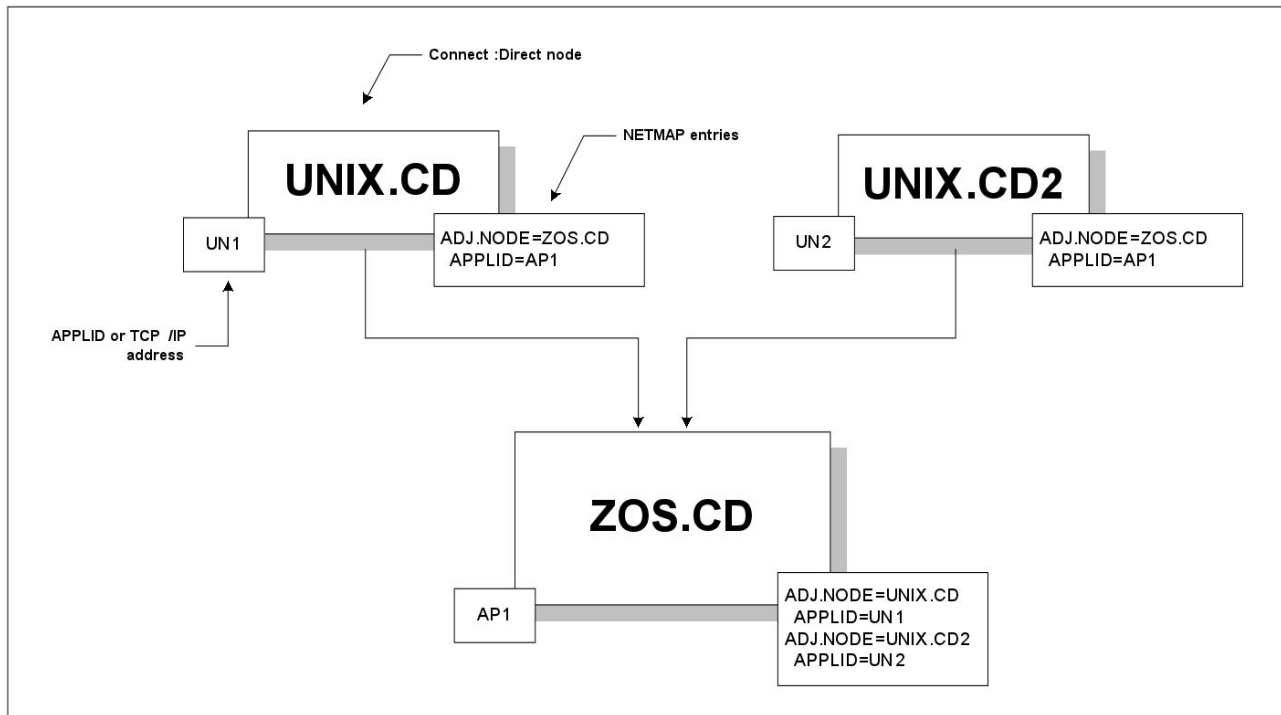 Connect :Direct node
NETMAP entries
UNIX.CD
UN1
ADJ.NODE=ZOS.CD
APPLID=AP1
UNIX.CD2
UN2
ADJ.NODE=ZOS.CD
APPLID=AP1
APPLID or TCP /IP
address
ZOS.CD
AP1
ADJ.NODE=UNIX.CD
APPLID=UN1
ADJ.NODE=UNIX.CD2
APPLID=UN2